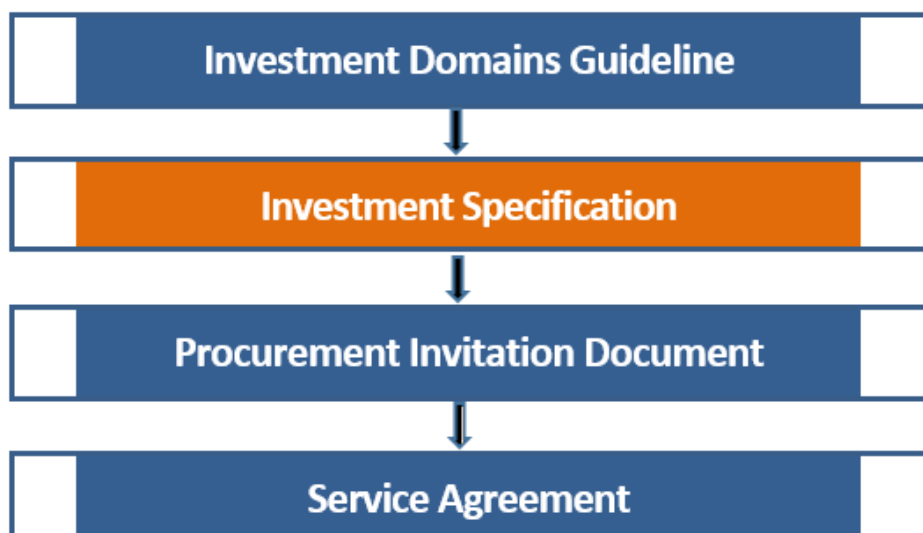 Investment Domains Guideline
Investment Specification
Procurement Invitation Document
Service Agreement